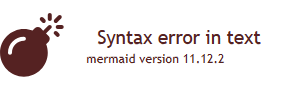 Syntax error in text
mermaid version 11.12.2